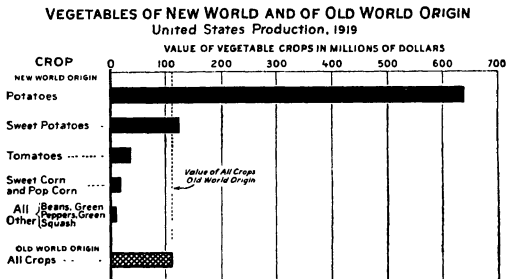 VEGETABLES OF NEW WORLD AND OF OLD WORLD ORIGIN
United States Production, 1919
VALUE OF VEGETABLE CROPS IN MILLIONS OF DOLLARS
CROP
0 100 200 300 400 500 600 700
NEW WORLD ORIGIN
Potatoes
Sweet Potatoes
Tomatoes
Sweet Corn
and Pop Corn
Value of All Crops
Old World Origin
All Other
Beans, Green
Peppers, Green
Squash
OLD WORLD ORIGIN
All Crops